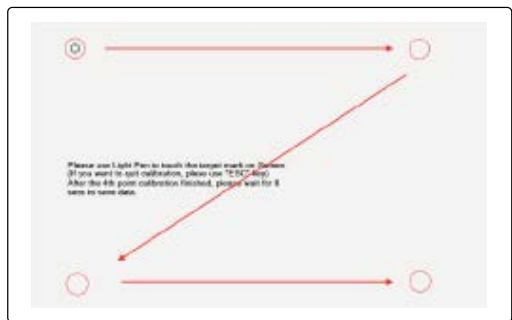 Please use Light Pen to touch the target mark on Screen
(If you want to quit calibration, please use "ESC" Key)
After the 4th point calibration finished, please wait for
secs to save data.